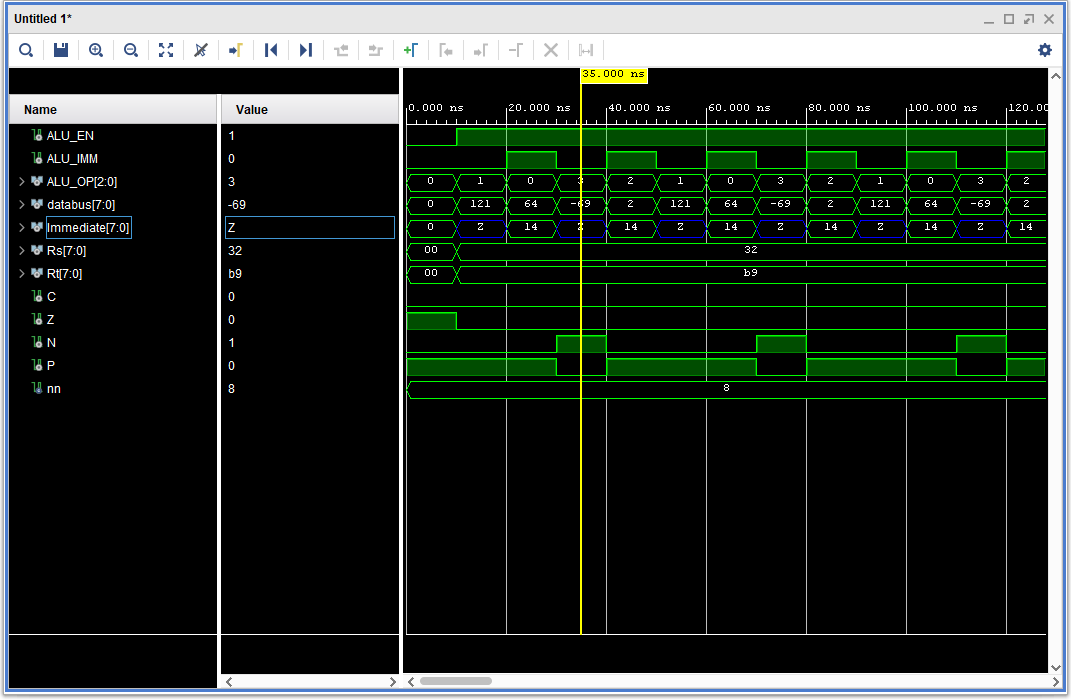 Untitled 1*
35.000 ns
Name Value
0.000 ns 20.000 ns 40.000 ns 60.000 ns 80.000 ns 100.000 ns 120.00
ALU_EN 1
ALU_IMM 0
ALU_OP[2:0] 3 0 1 0 3 2 1 0 3 2 1 0 3 2
databus[7:0] -69 0 121 64 -69 2 121 64 -69 2 121 64 -69 2
Immediate[7:0] Z 0 Z 14 Z 14 Z 14 Z 14 Z 14 Z 14
Rs[7:0] 32 00 32
Rt[7:0] b9 00 b9
C 0
Z 0
N 1
P 0
nn 8 8